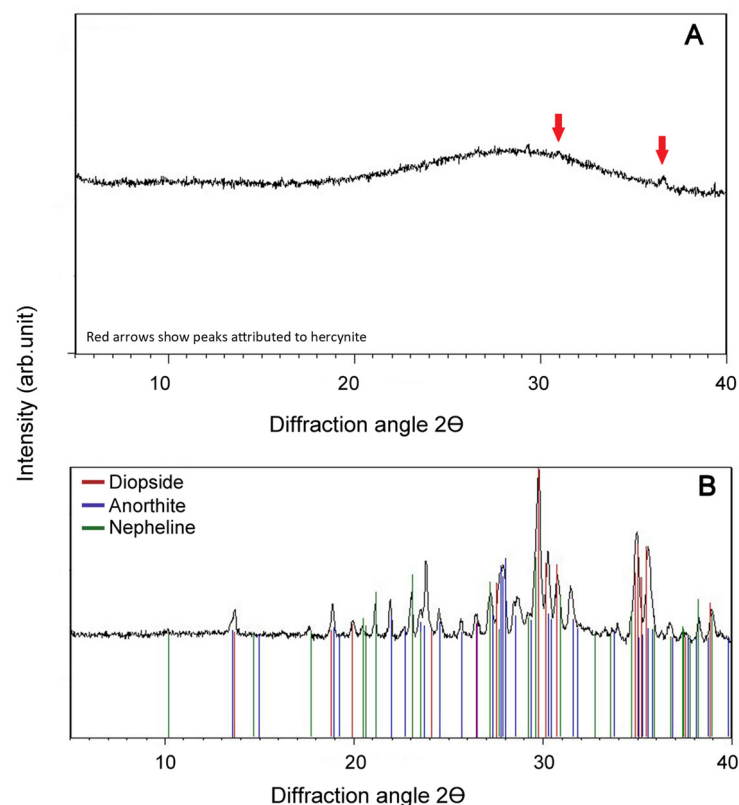 A
Red arrows show peaks attributed to hercynite
10 20 30 40
Diffraction angle 2Θ
Intensity (arb.unit)
B
Diopside
Anorthite
Nepheline
10 20 30 40
Diffraction angle 2Θ